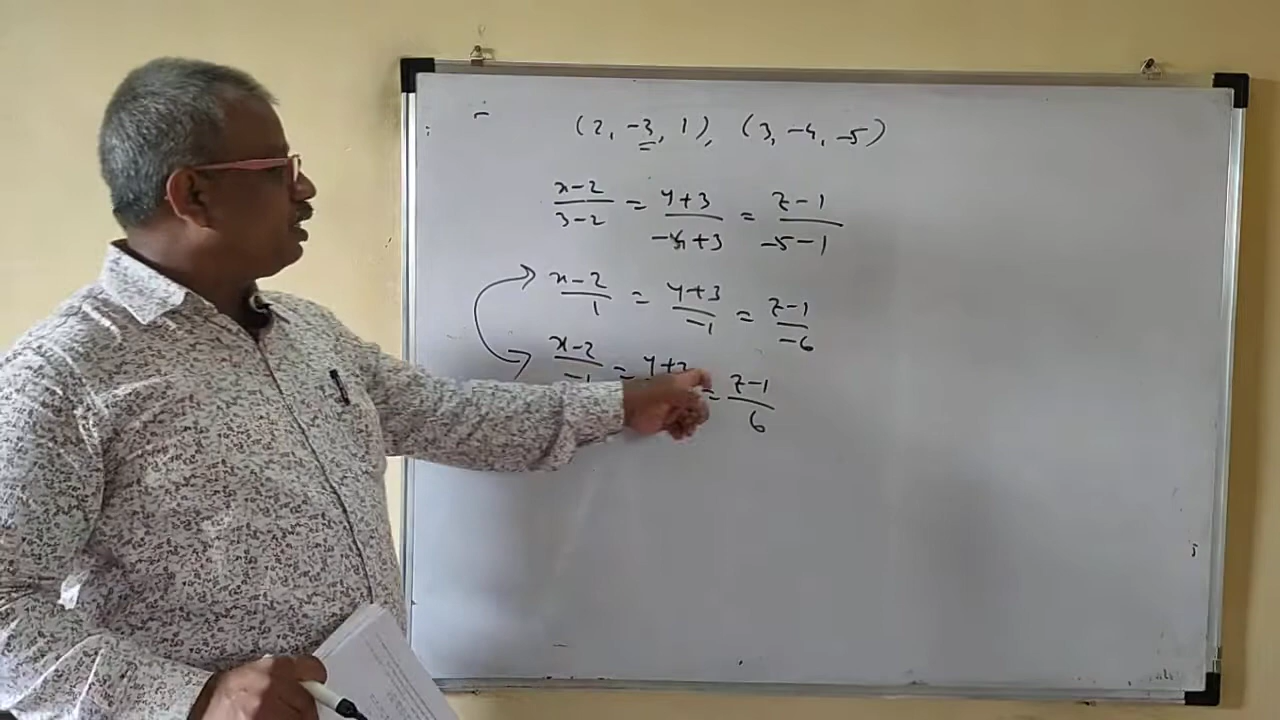 (2, -3, 1), (3, -4, -5)
x-2/3-2 = y+3/-4+3 = z-1/-5-1
x-2/1 = y+3/-1 = z-1/-6
x-2/-1 = y+3 = z-1/6